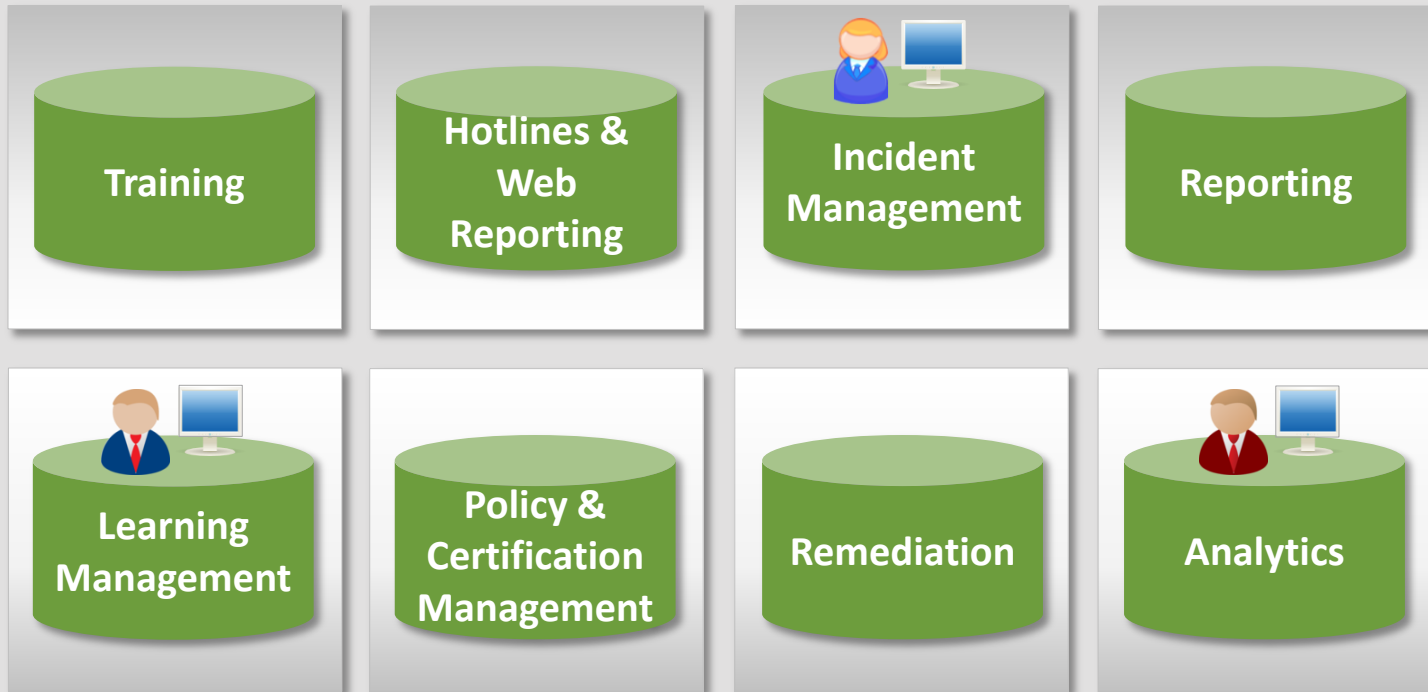 Training
Hotlines &
Web
Reporting
Incident
Management
Reporting
Learning
Management
Policy &
Certification
Management
Remediation
Analytics